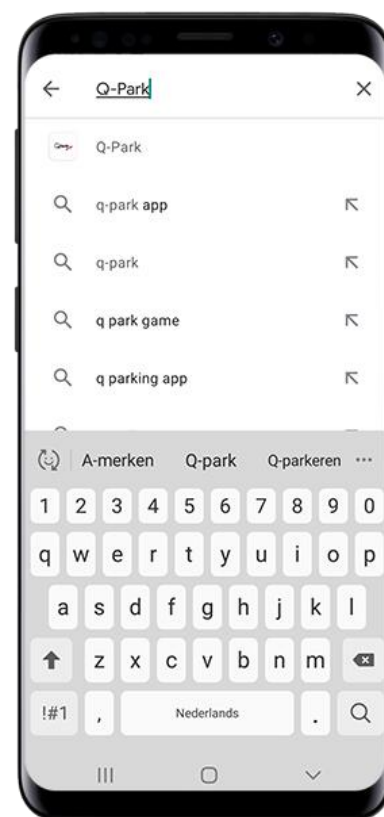 Q-Park
Q-Park
q-park app
q-park
q park game
q parking app
A-merken Q-park Q-parkeren
1 2 3 4 5 6 7 8 9 0
q w e r t y u i o p
a s d f g h j k l
z x c v b n m
!#1 , Nederlands .